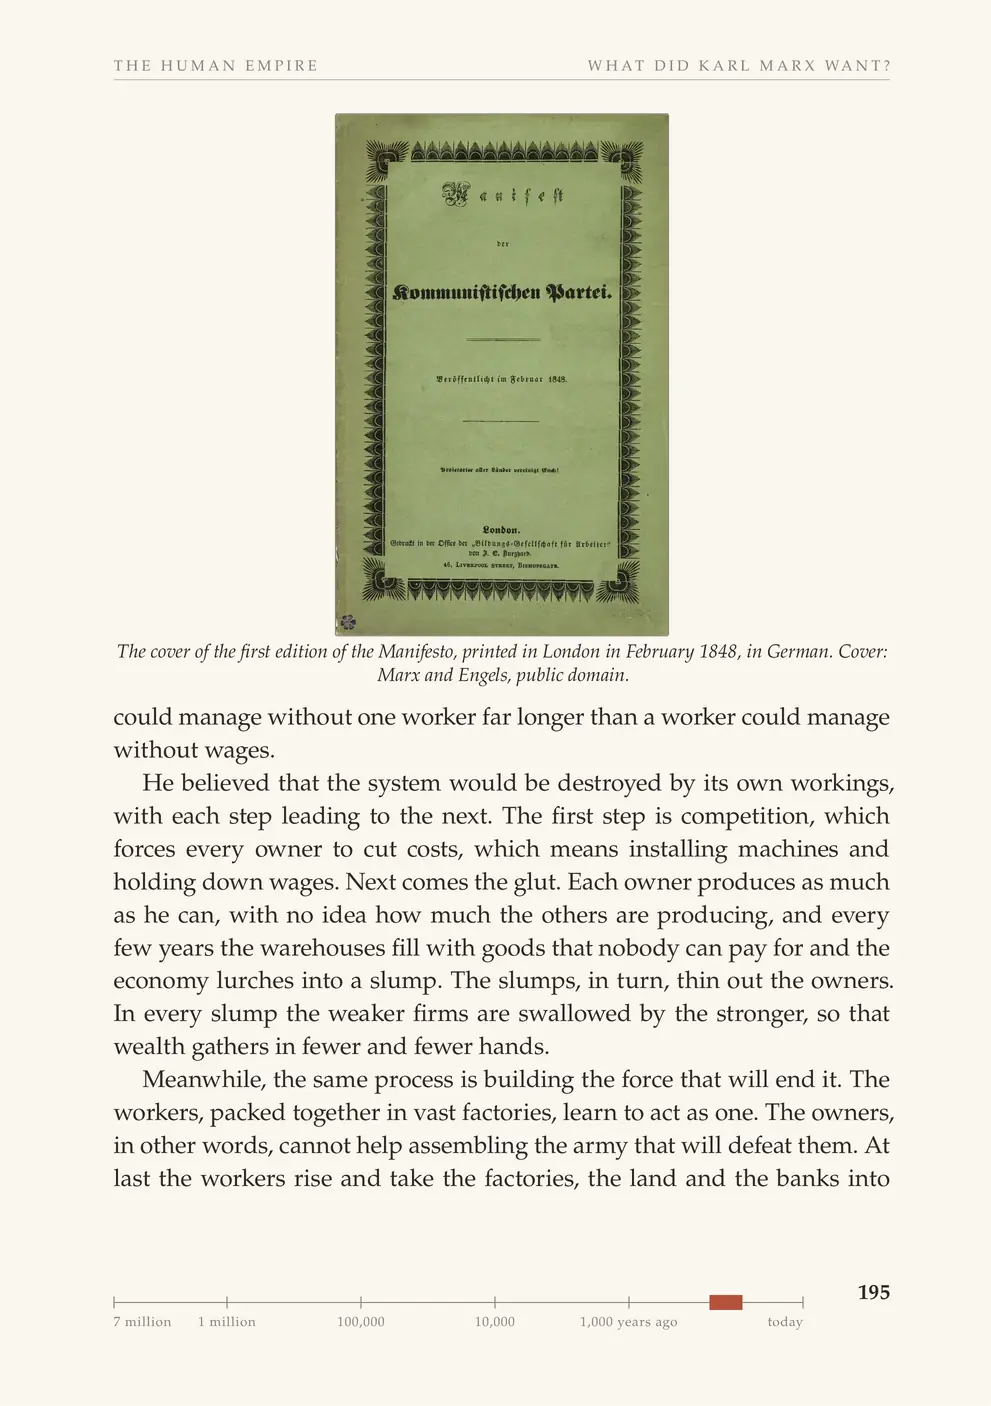 THE HUMAN EMPIRE
WHAT DID KARL MARX WANT?
Manifest
der
Kommunistischen Partei.
Veröffentlicht im Februar 1848.
Proletarier aller Länder vereinigt Euch!
London.
Gedruckt in der Office der „Bildungs-Gesellschaft für Arbeiter“
von J. E. Burghard.
46, LIVERPOOL STREET, BISHOPSGATE.
The cover of the first edition of the Manifesto, printed in London in February 1848, in German. Cover:
Marx and Engels, public domain.
could manage without one worker far longer than a worker could manage
without wages.
He believed that the system would be destroyed by its own workings,
with each step leading to the next. The first step is competition, which
forces every owner to cut costs, which means installing machines and
holding down wages. Next comes the glut. Each owner produces as much
as he can, with no idea how much the others are producing, and every
few years the warehouses fill with goods that nobody can pay for and the
economy lurches into a slump. The slumps, in turn, thin out the owners.
In every slump the weaker firms are swallowed by the stronger, so that
wealth gathers in fewer and fewer hands.
Meanwhile, the same process is building the force that will end it. The
workers, packed together in vast factories, learn to act as one. The owners,
in other words, cannot help assembling the army that will defeat them. At
last the workers rise and take the factories, the land and the banks into
195
7 million 1 million 100,000 10,000 1,000 years ago today